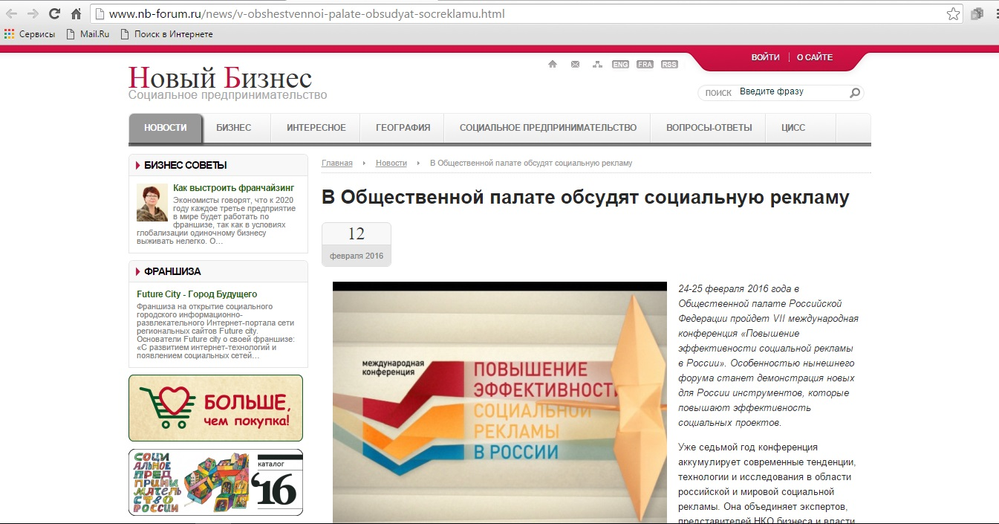 www.nb-forum.ru/news/v-obshestvennoi-palate-obsudyat-socreklamu.html
Сервисы Mail.Ru Поиск в Интернете
ВОЙТИ О САЙТЕ
ENG FRA RSS
Новый Бизнес
Социальное предпринимательство
ПОИСК Введите фразу
НОВОСТИ БИЗНЕС ИНТЕРЕСНОЕ ГЕОГРАФИЯ СОЦИАЛЬНОЕ ПРЕДПРИНИМАТЕЛЬСТВО ВОПРОСЫ-ОТВЕТЫ ЦИСС
БИЗНЕС СОВЕТЫ
Как выстроить франчайзинг
Экономисты говорят, что к 2020
году каждое третье предприятие
в мире будет работать по
франшизе, так как в условиях
глобализации одиночному бизнесу
выживать нелегко. О...
ФРАНШИЗА
Future City - Город Будущего
Франшиза на открытие социального
городского информационно-
развлекательного Интернет-портала сети
региональных сайтов Future city.
Основатели Future city о своей франшизе:
«С развитием интернет-технологий и
появлением социальных сетей...
БОЛЬШЕ,
чем покупка!
СОЦИ
АЛЬНОЕ
ПРЕД
ПРИНИ
МАТЕЛЬ
СТВО
РОССИИ
каталог
'16
Главная Новости В Общественной палате обсудят социальную рекламу
В Общественной палате обсудят социальную рекламу
12
февраля 2016
международная
конференция
ПОВЫШЕНИЕ
ЭФФЕКТИВНОСТИ
СОЦИАЛЬНОЙ
РЕКЛАМЫ
В РОССИИ
24-25 февраля 2016 года в
Общественной палате Российской
Федерации пройдет VII международная
конференция «Повышение
эффективности социальной рекламы
в России». Особенностью нынешнего
форума станет демонстрация новых
для России инструментов, которые
повышают эффективность
социальных проектов.
Уже седьмой год конференция
аккумулирует современные тенденции,
технологии и исследования в области
российской и мировой социальной
рекламы. Она объединяет экспертов,
представителей НКО бизнеса и власти